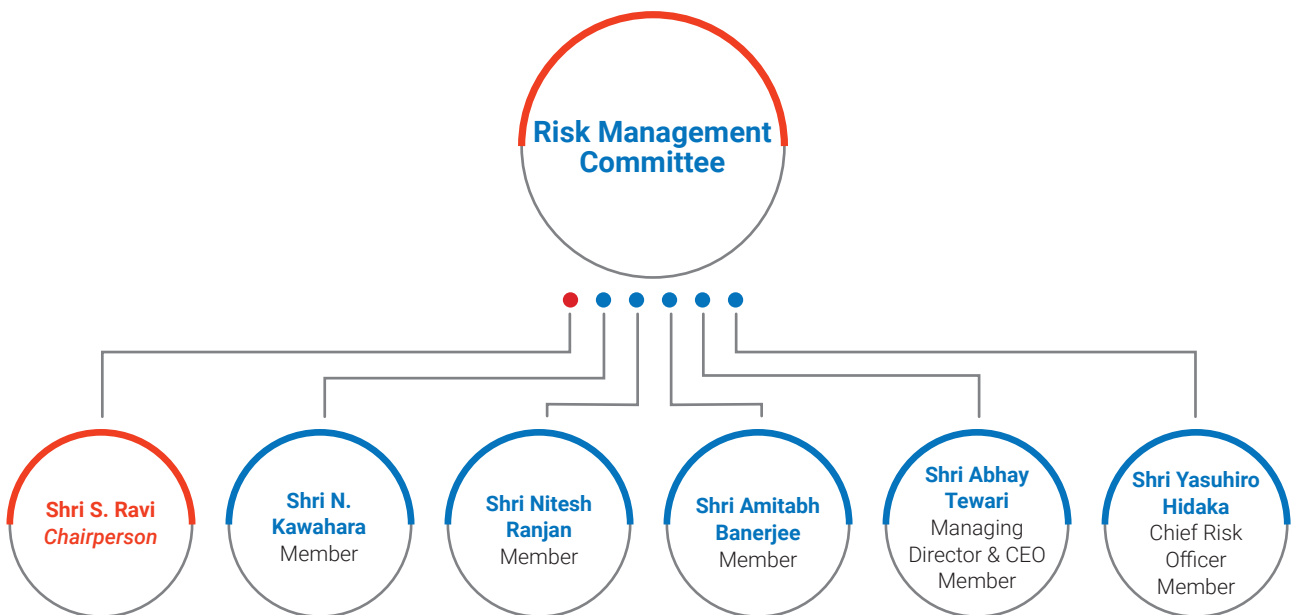 Risk Management
Committee
Shri S. Ravi
Chairperson
Shri N.
Kawahara
Member
Shri Nitesh
Ranjan
Member
Shri Amitabh
Banerjee
Member
Shri Abhay
Tewari
Managing
Director & CEO
Member
Shri Yasuhiro
Hidaka
Chief Risk
Officer
Member